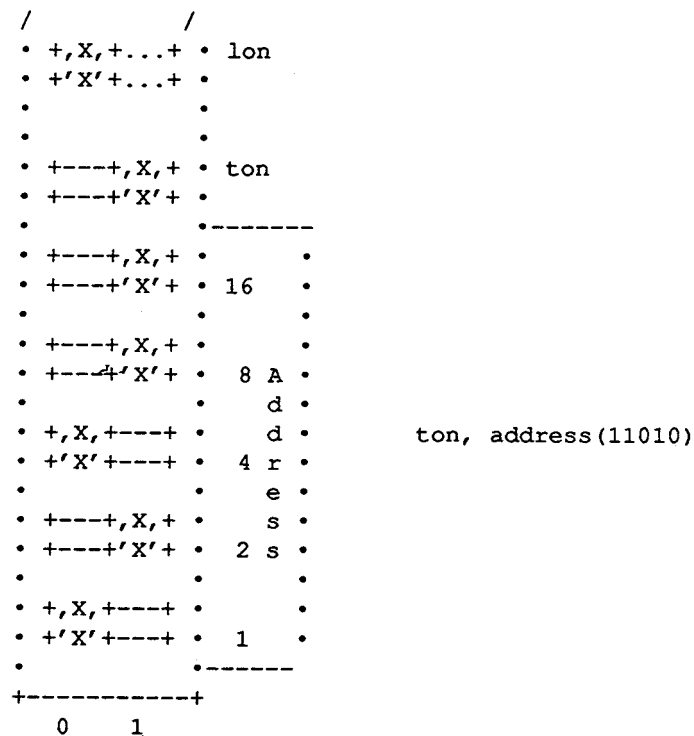 / /
• +,X,+...+ • lon
• +'X'+...+ •
• •
• •
• +---+,X,+ • ton
• +---+'X'+ •
• •-------
• +---+,X,+ • •
• +---+'X'+ • 16 •
• • •
• +---+,X,+ • •
• +---+'X'+ • 8 A •
• • d •
• +,X,+---+ • d • ton, address(11010)
• +'X'+---+ • 4 r •
• • e •
• +---+,X,+ • s •
• +---+'X'+ • 2 s •
• • •
• +,X,+---+ • •
• +'X'+---+ • 1 •
• •------
+-----------+
0 1